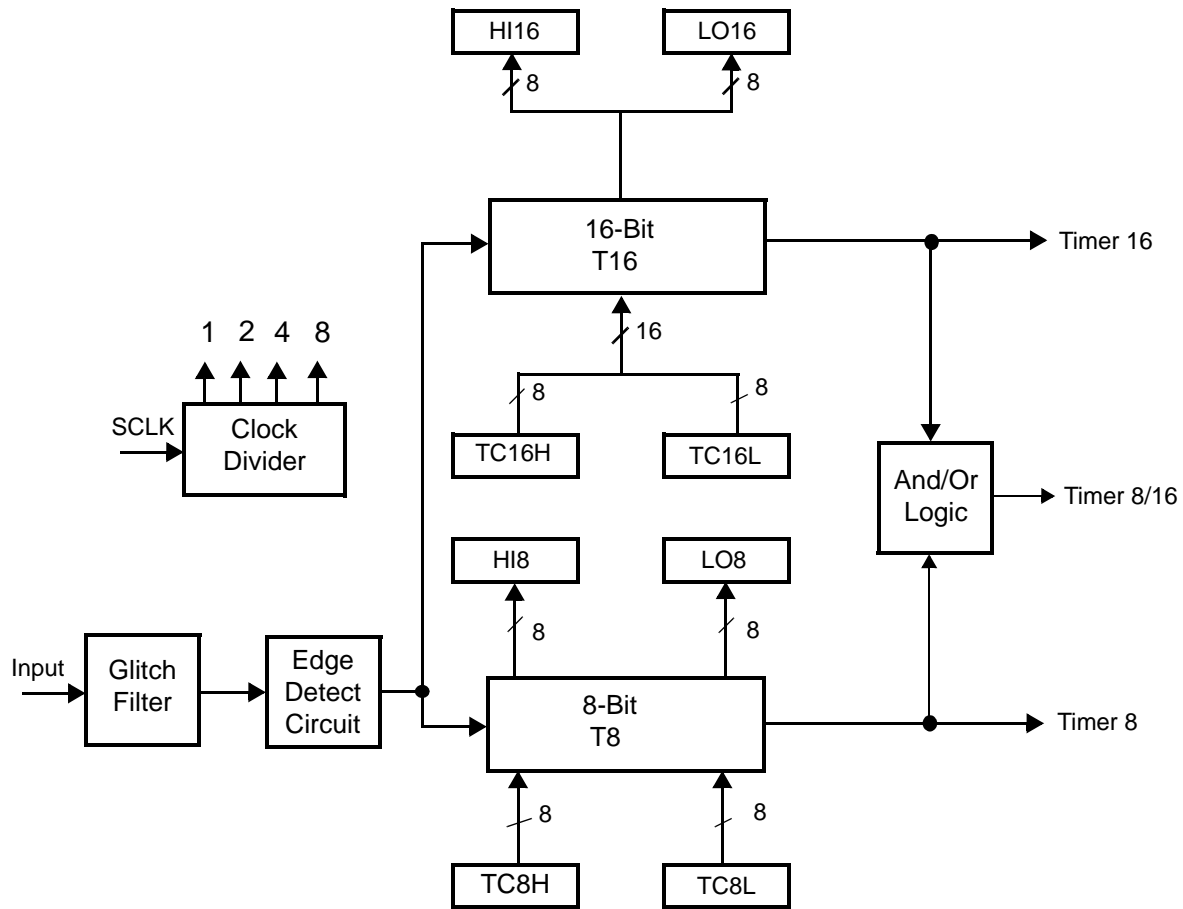 HI16
LO16
8
8
16-Bit
T16
Timer 16
1 2 4 8
16
SCLK
Clock
Divider
8
8
TC16H
TC16L
And/Or
Logic
Timer 8/16
HI8
LO8
8
8
Input
Glitch
Filter
Edge
Detect
Circuit
8-Bit
T8
Timer 8
8
8
TC8H
TC8L